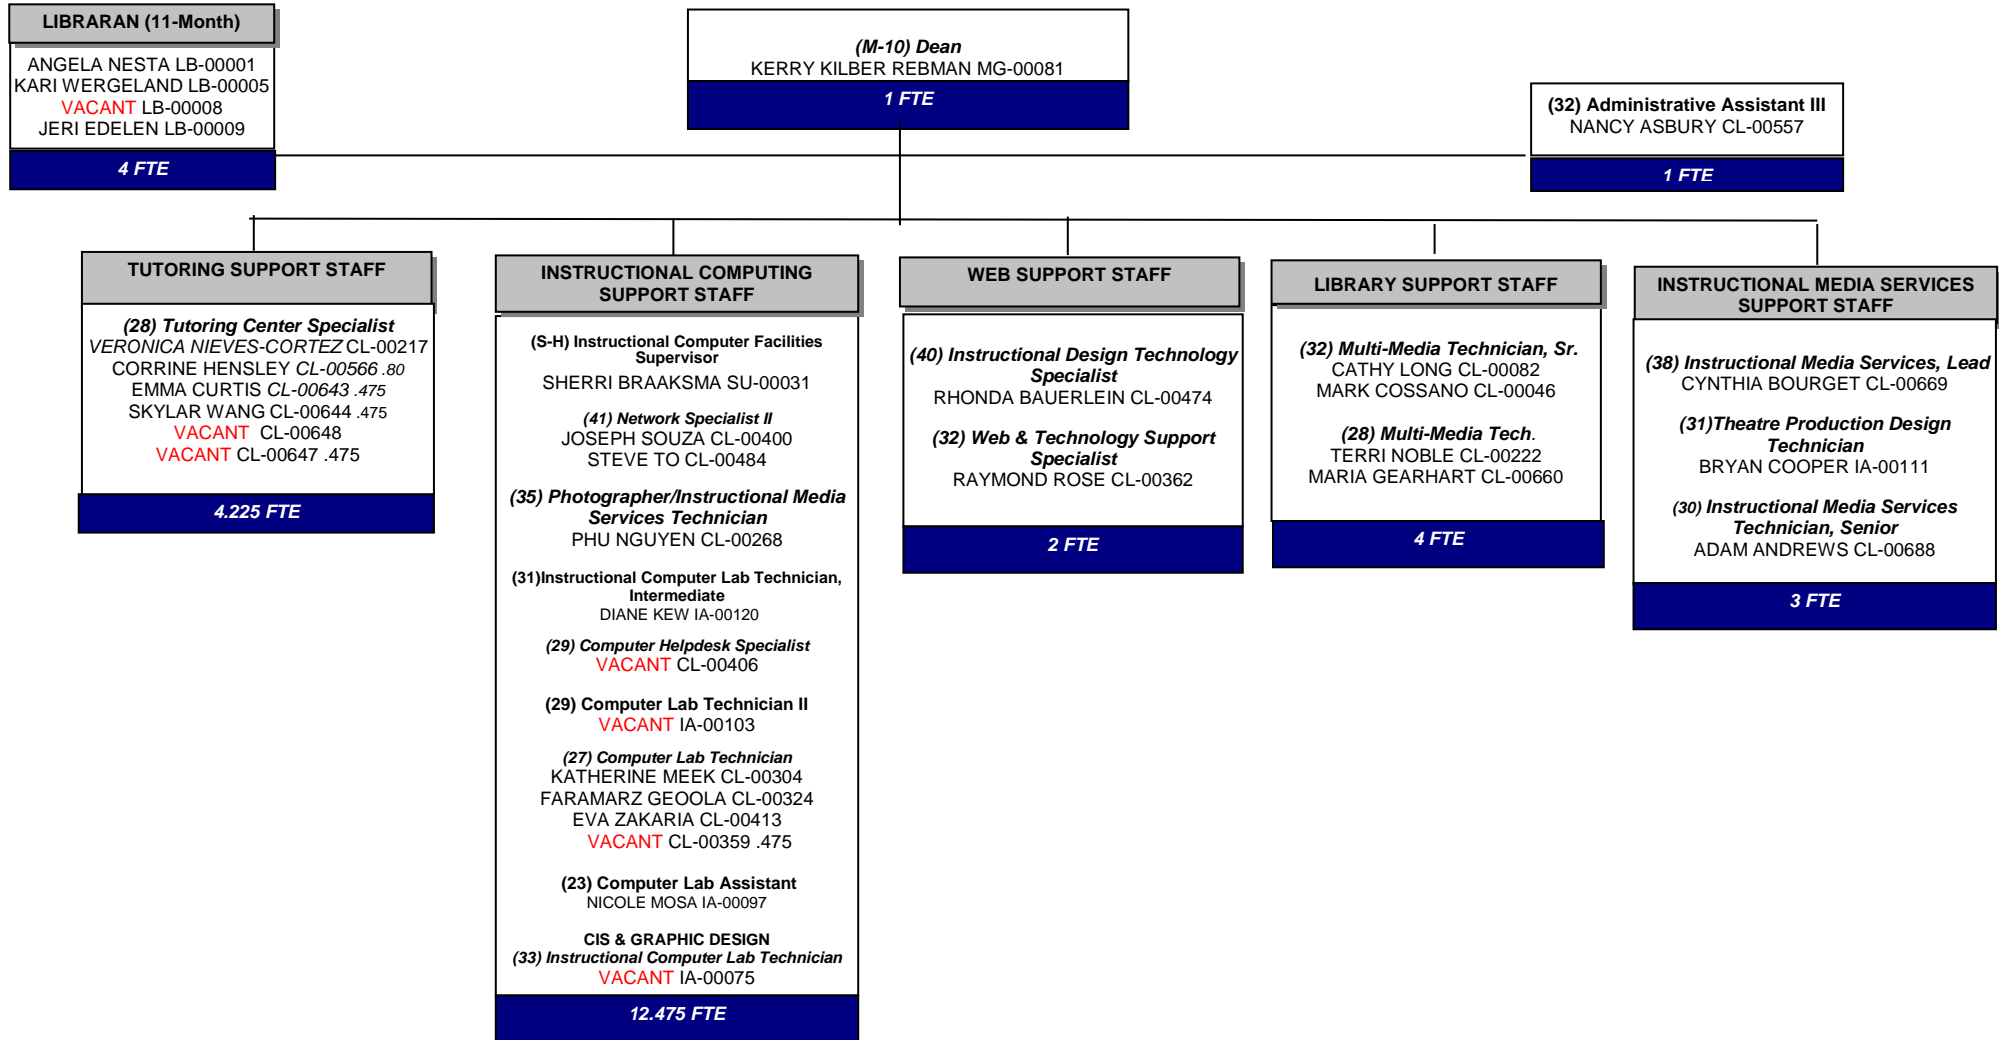 LIBRARAN (11-Month)
ANGELA NESTA LB-00001
KARI WERGELAND LB-00005
VACANT LB-00008
JERI EDELEN LB-00009
4 FTE
(M-10) Dean
KERRY KILBER REBMAN MG-00081
1 FTE
(32) Administrative Assistant III
NANCY ASBURY CL-00557
1 FTE
TUTORING SUPPORT STAFF
(28) Tutoring Center Specialist
VERONICA NIEVES-CORTEZ CL-00217
CORRINE HENSLEY CL-00566 .80
EMMA CURTIS CL-00643 .475
SKYLAR WANG CL-00644 .475
VACANT CL-00648
VACANT CL-00647 .475
4.225 FTE
INSTRUCTIONAL COMPUTING
SUPPORT STAFF
(S-H) Instructional Computer Facilities
Supervisor
SHERRI BRAAKSMA SU-00031
(41) Network Specialist II
JOSEPH SOUZA CL-00400
STEVE TO CL-00484
(35) Photographer/Instructional Media
Services Technician
PHU NGUYEN CL-00268
(31)Instructional Computer Lab Technician,
Intermediate
DIANE KEW IA-00120
(29) Computer Helpdesk Specialist
VACANT CL-00406
(29) Computer Lab Technician II
VACANT IA-00103
(27) Computer Lab Technician
KATHERINE MEEK CL-00304
FARAMARZ GEOOLA CL-00324
EVA ZAKARIA CL-00413
VACANT CL-00359 .475
(23) Computer Lab Assistant
NICOLE MOSA IA-00097
CIS & GRAPHIC DESIGN
(33) Instructional Computer Lab Technician
VACANT IA-00075
12.475 FTE
WEB SUPPORT STAFF
(40) Instructional Design Technology
Specialist
RHONDA BAUERLEIN CL-00474
(32) Web & Technology Support
Specialist
RAYMOND ROSE CL-00362
2 FTE
LIBRARY SUPPORT STAFF
(32) Multi-Media Technician, Sr.
CATHY LONG CL-00082
MARK COSSANO CL-00046
(28) Multi-Media Tech.
TERRI NOBLE CL-00222
MARIA GEARHART CL-00660
4 FTE
INSTRUCTIONAL MEDIA SERVICES
SUPPORT STAFF
(38) Instructional Media Services, Lead
CYNTHIA BOURGET CL-00669
(31)Theatre Production Design
Technician
BRYAN COOPER IA-00111
(30) Instructional Media Services
Technician, Senior
ADAM ANDREWS CL-00688
3 FTE